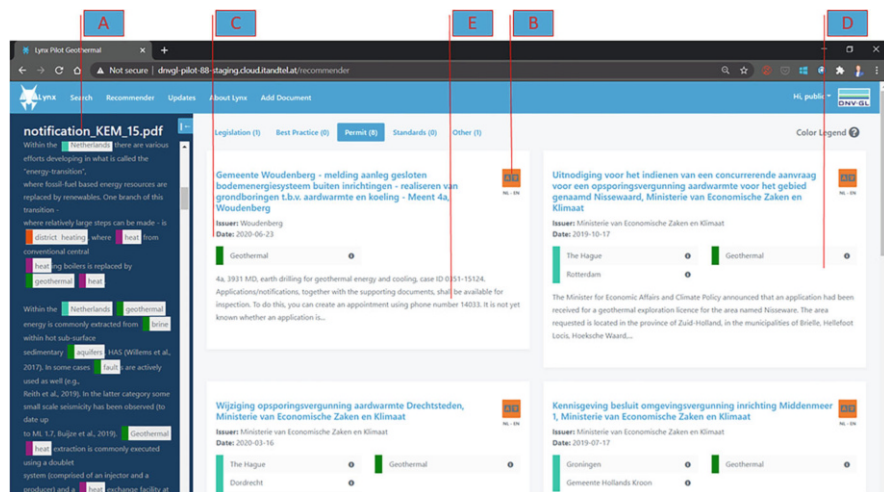 A
C
E
B
D
Lynx Pilot Geothermal
Not secure | dnvgl-pilot-88-staging.cloud.itandtel.at/recommender
Lynx Search Recommender Updates About Lynx Add Document
Hi, public
DNV·GL
notification_KEM_15.pdf
Within the Netherlands there are various
efforts developing in what is called the
"energy-transition",
where fossil-fuel based energy resources are
replaced by renewables. One branch of this
transition -
where relatively large steps can be made - is
district heating, where heat from
conventional central
heating boilers is replaced by
geothermal heat
Within the Netherlands geothermal
energy is commonly extracted from brine
within hot sub-surface
sedimentary aquifers, HAS (Willems et al.,
2017). In some cases faults are actively
used as well (e.g.,
Reith et al., 2019). In the latter category some
small scale seismicity has been observed (to
date up
to ML 1.7, Buijze et al., 2019). Geothermal
heat extraction is commonly executed
using a doublet
system (comprised of an injector and a
producer) and a heat exchange facility at
Legislation (1) Best Practice (0) Permit (8) Standards (0) Other (1)
Color Legend
Gemeente Woudenberg - melding aanleg gesloten
bodemenergiesysteem buiten inrichtingen - realiseren van
grondboringen t.b.v. aardwarmte en koeling - Meent 4a,
Woudenberg
NL - EN
Issuer: Woudenberg
Date: 2020-06-23
Geothermal
4a, 3931 MD, earth drilling for geothermal energy and cooling, case ID 0351-15124.
Applications/notifications, together with the supporting documents, shall be available for
inspection. To do this, you can create an appointment using phone number 14033. It is not yet
known whether an application is...
Uitnodiging voor het indienen van een concurrerende aanvraag
voor een opsporingsvergunning aardwarmte voor het gebied
genaamd Nissewaard, Ministerie van Economische Zaken en
Klimaat
NL - EN
Issuer: Ministerie van Economische Zaken en Klimaat
Date: 2019-10-17
The Hague
Geothermal
Rotterdam
The Minister for Economic Affairs and Climate Policy announced that an application had been
received for a geothermal exploration licence for the area named Nisseware. The area
requested is located in the province of Zuid-Holland, in the municipalities of Brielle, Hellefoot
Locis, Hoeksche Waard,...
Wijziging opsporingsvergunning aardwarmte Drechtsteden,
Ministerie van Economische Zaken en Klimaat
NL - EN
Issuer: Ministerie van Economische Zaken en Klimaat
Date: 2020-03-16
The Hague
Geothermal
Dordrecht
Kennisgeving besluit omgevingsvergunning inrichting Middenmeer
1, Ministerie van Economische Zaken en Klimaat
NL - EN
Issuer: Ministerie van Economische Zaken en Klimaat
Date: 2019-07-17
Groningen
Geothermal
Gemeente Hollands Kroon